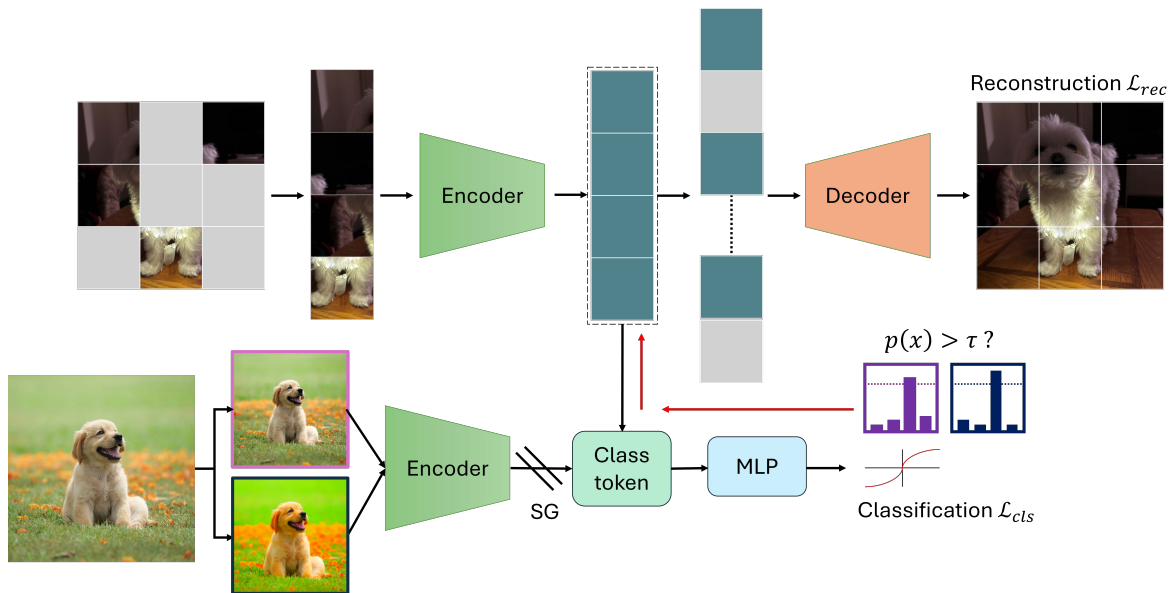 Reconstruction ℒ_rec
Encoder
Decoder
p(x) > τ ?
Encoder
SG
Class
token
MLP
Classification ℒ_cls